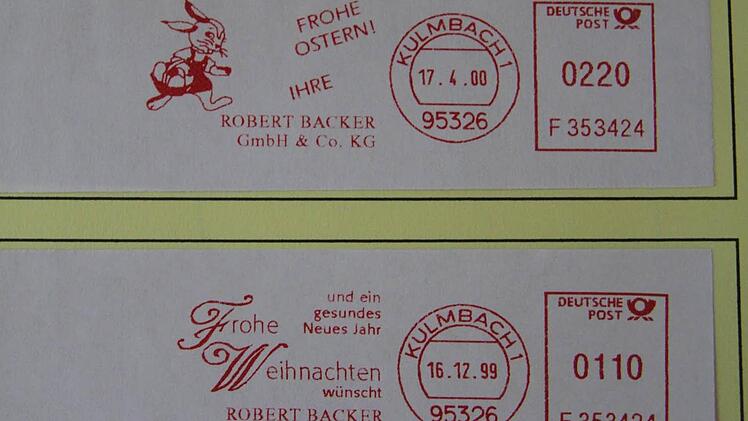 FROHE
OSTERN!
IHRE
ROBERT BACKER
GmbH & Co. KG
KULMBACH 1
17.4.00
95326
DEUTSCHE
POST
0220
F 353424
und ein
gesundes
Neues Jahr
Frohe
Weihnachten
wünscht
ROBERT BACKER
KULMBACH 1
16.12.99
95326
DEUTSCHE
POST
0110
F 353424